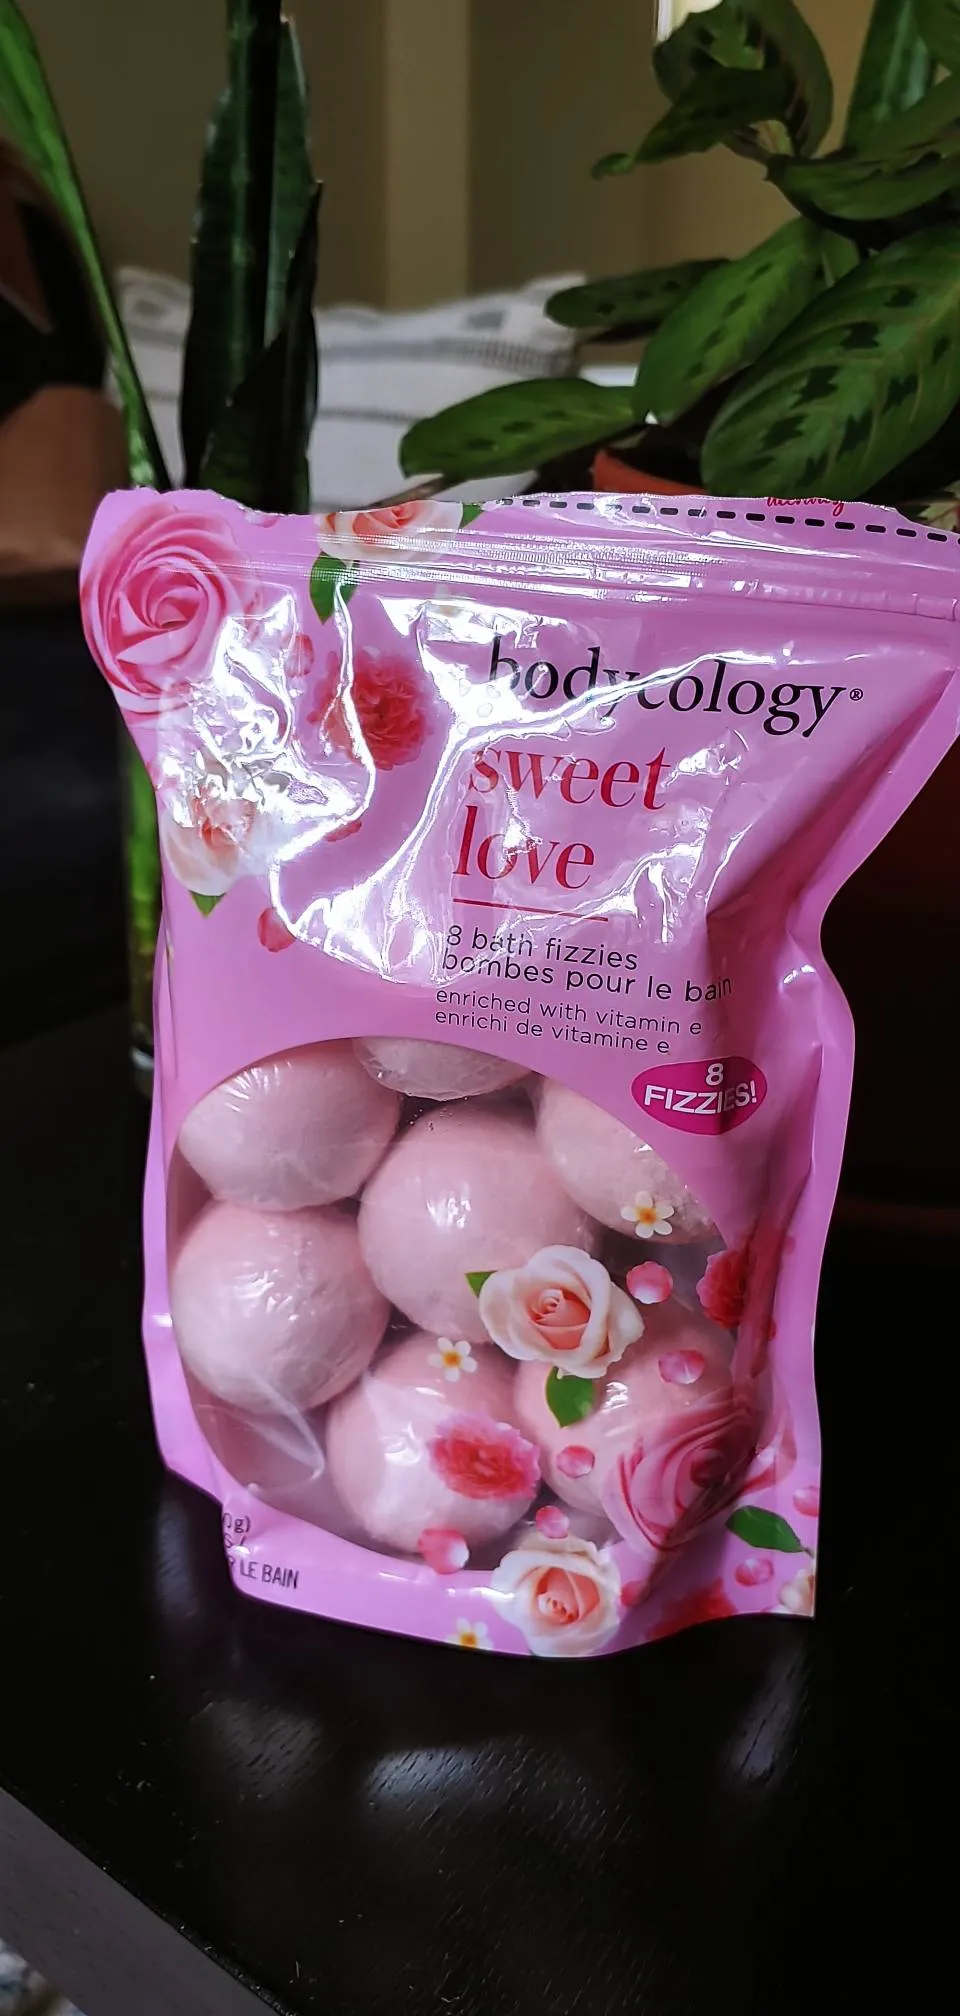 bodycology®
sweet
love
8 bath fizzies
bombes pour le bain
enriched with vitamin e
enrichi de vitamine e
8
FIZZIES!
LE BAIN